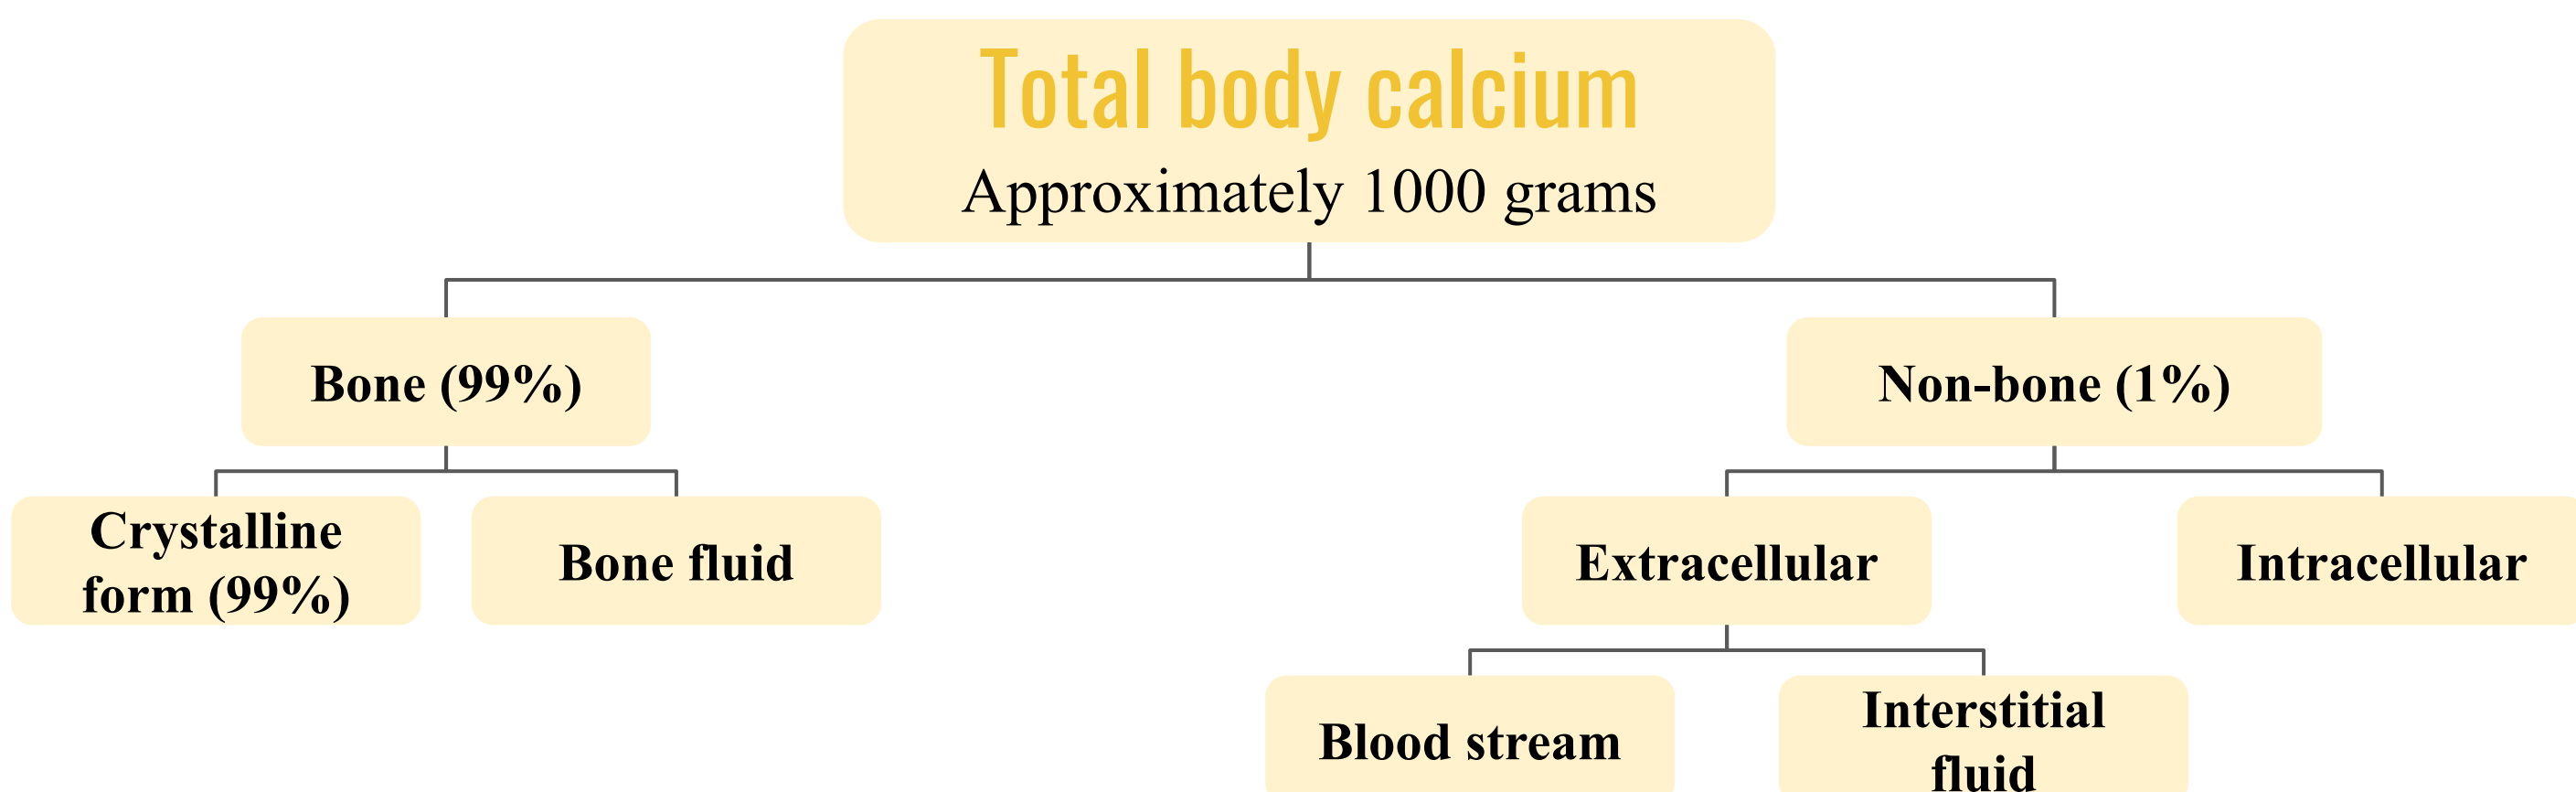 Total body calcium
Approximately 1000 grams
Bone (99%)
Non-bone (1%)
Crystalline
form (99%)
Bone fluid
Extracellular
Intracellular
Blood stream
Interstitial
fluid